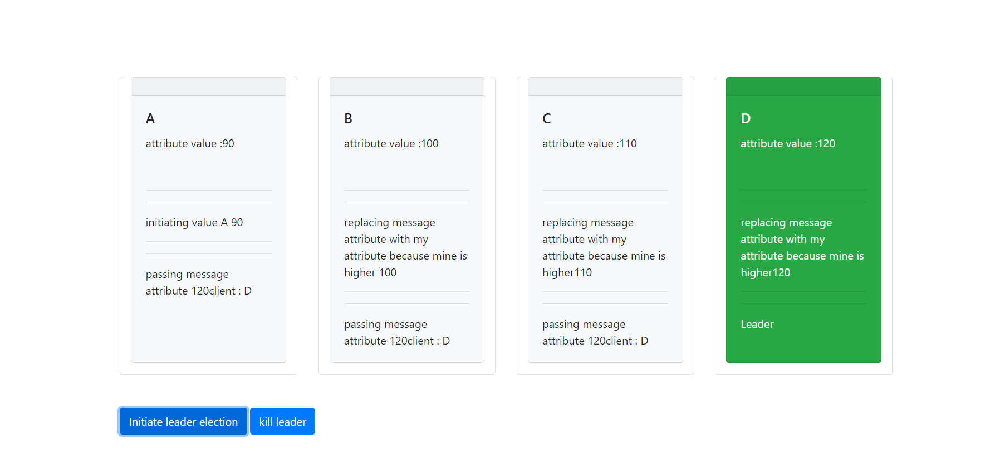 A
attribute value :90
initiating value A 90
passing message
attribute 120client : D
B
attribute value :100
replacing message
attribute with my
attribute because mine is
higher 100
passing message
attribute 120client : D
C
attribute value :110
replacing message
attribute with my
attribute because mine is
higher110
passing message
attribute 120client : D
D
attribute value :120
replacing message
attribute with my
attribute because mine is
higher120
Leader
Initiate leader election
kill leader